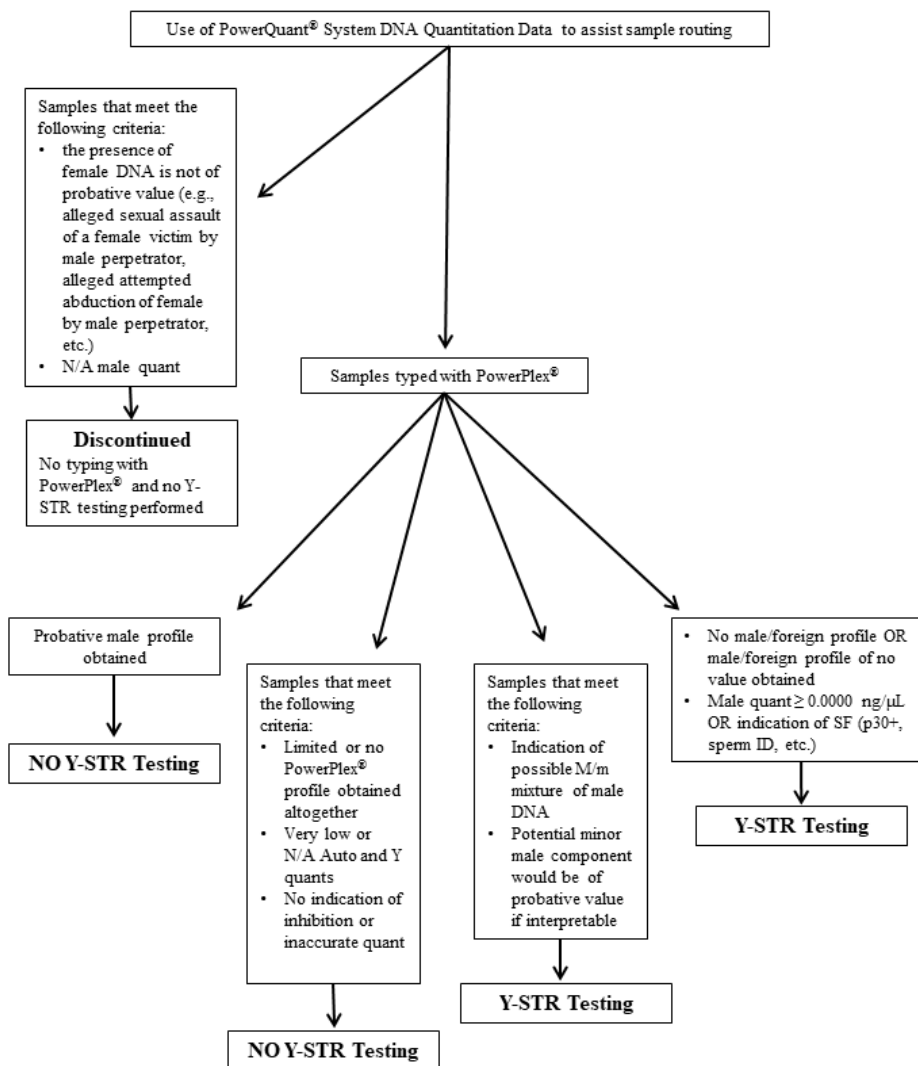 Use of PowerQuant® System DNA Quantitation Data to assist sample routing
Samples that meet the
following criteria:
• the presence of
female DNA is not of
probative value (e.g.,
alleged sexual assault
of a female victim by
male perpetrator,
alleged attempted
abduction of female
by male perpetrator,
etc.)
• N/A male quant
Discontinued
No typing with
PowerPlex® and no Y-
STR testing performed
Samples typed with PowerPlex®
Probative male profile
obtained
NO Y-STR Testing
Samples that meet
the following
criteria:
• Limited or no
PowerPlex®
profile obtained
altogether
• Very low or
N/A Auto and Y
quants
• No indication of
inhibition or
inaccurate quant
NO Y-STR Testing
Samples that meet the
following criteria:
• Indication of
possible M/m
mixture of male
DNA
• Potential minor
male component
would be of
probative value
if interpretable
Y-STR Testing
• No male/foreign profile OR
male/foreign profile of no
value obtained
• Male quant ≥ 0.0000 ng/μL
OR indication of SF (p30+,
sperm ID, etc.)
Y-STR Testing